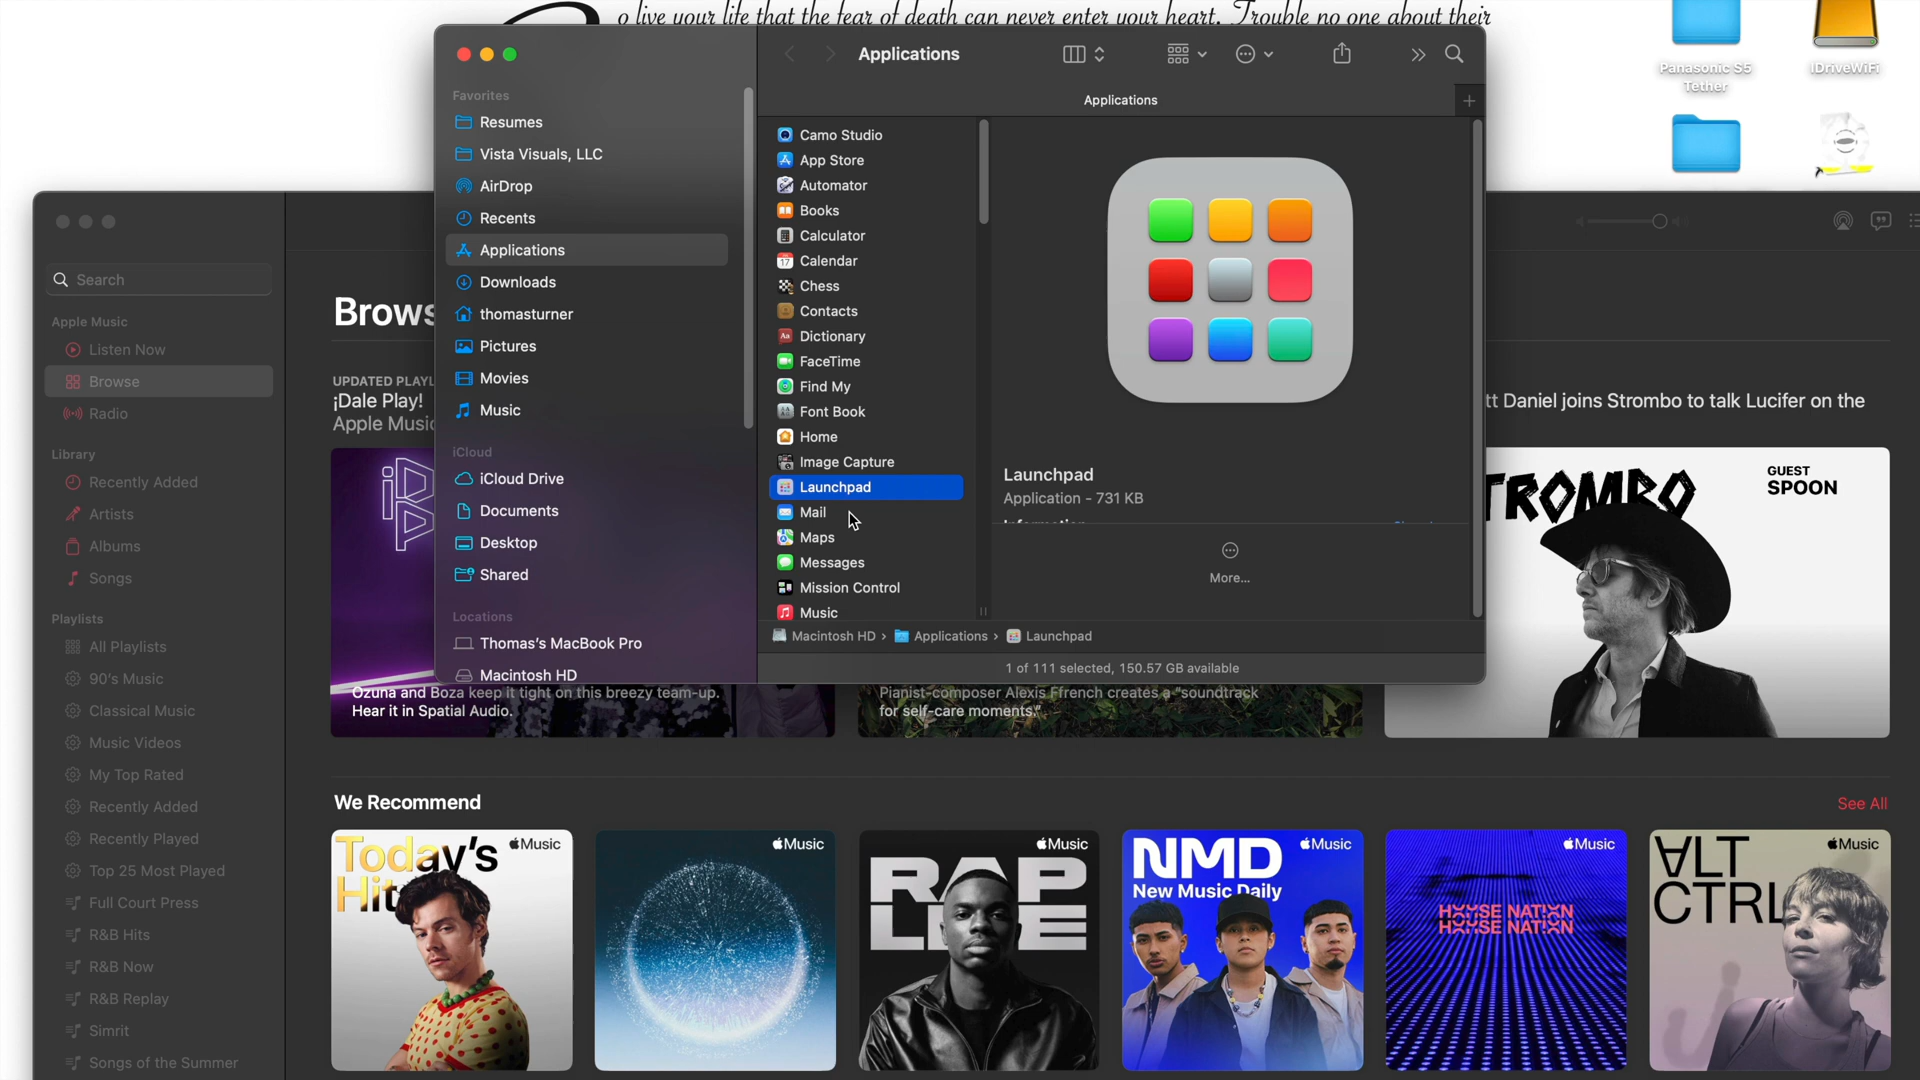 o live your life that the fear of death can never enter your heart. Trouble no one about their
Panasonic S5
Tether
iDriveWiFi
Applications
Applications
Favorites
Resumes
Vista Visuals, LLC
AirDrop
Recents
Applications
Downloads
thomasturner
Pictures
Movies
Music
iCloud
iCloud Drive
Documents
Desktop
Shared
Locations
Thomas's MacBook Pro
Macintosh HD
Camo Studio
App Store
Automator
Books
Calculator
Calendar
Chess
Contacts
Dictionary
FaceTime
Find My
Font Book
Home
Image Capture
Launchpad
Mail
Maps
Messages
Mission Control
Music
Launchpad
Application - 731 KB
Information
More...
Macintosh HD › Applications › Launchpad
1 of 111 selected, 150.57 GB available
Search
Apple Music
Listen Now
Browse
Radio
Library
Recently Added
Artists
Albums
Songs
Playlists
All Playlists
90's Music
Classical Music
Music Videos
My Top Rated
Recently Added
Recently Played
Top 25 Most Played
Full Court Press
R&B Hits
R&B Now
R&B Replay
Simrit
Songs of the Summer
Brows
UPDATED PLAYL
¡Dale Play!
Apple Music
Ozuna and Boza keep it tight on this breezy team-up.
Hear it in Spatial Audio.
Pianist-composer Alexis Ffrench creates a "soundtrack
for self-care moments."
tt Daniel joins Strombo to talk Lucifer on the
TROMBO
GUEST
SPOON
We Recommend
See All
Today's
Hits
Music
Music
Music
RAP
LIFE
NMD
New Music Daily
Music
Music
HOUSE NATION
HOUSE NATION
ALT
CTRL
Music